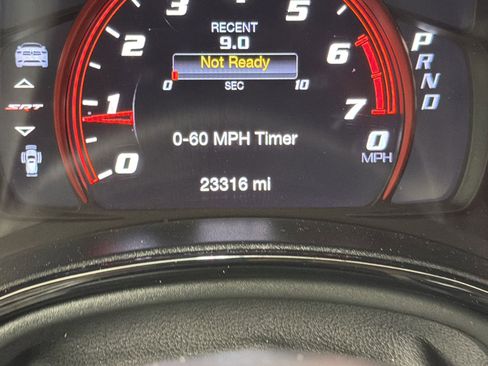 3 4 5
RECENT
9.0
2 6
Not Ready
0 SEC 10
SRT
1 7
0-60 MPH Timer
0 0
MPH
23316 mi
P
R
N
D